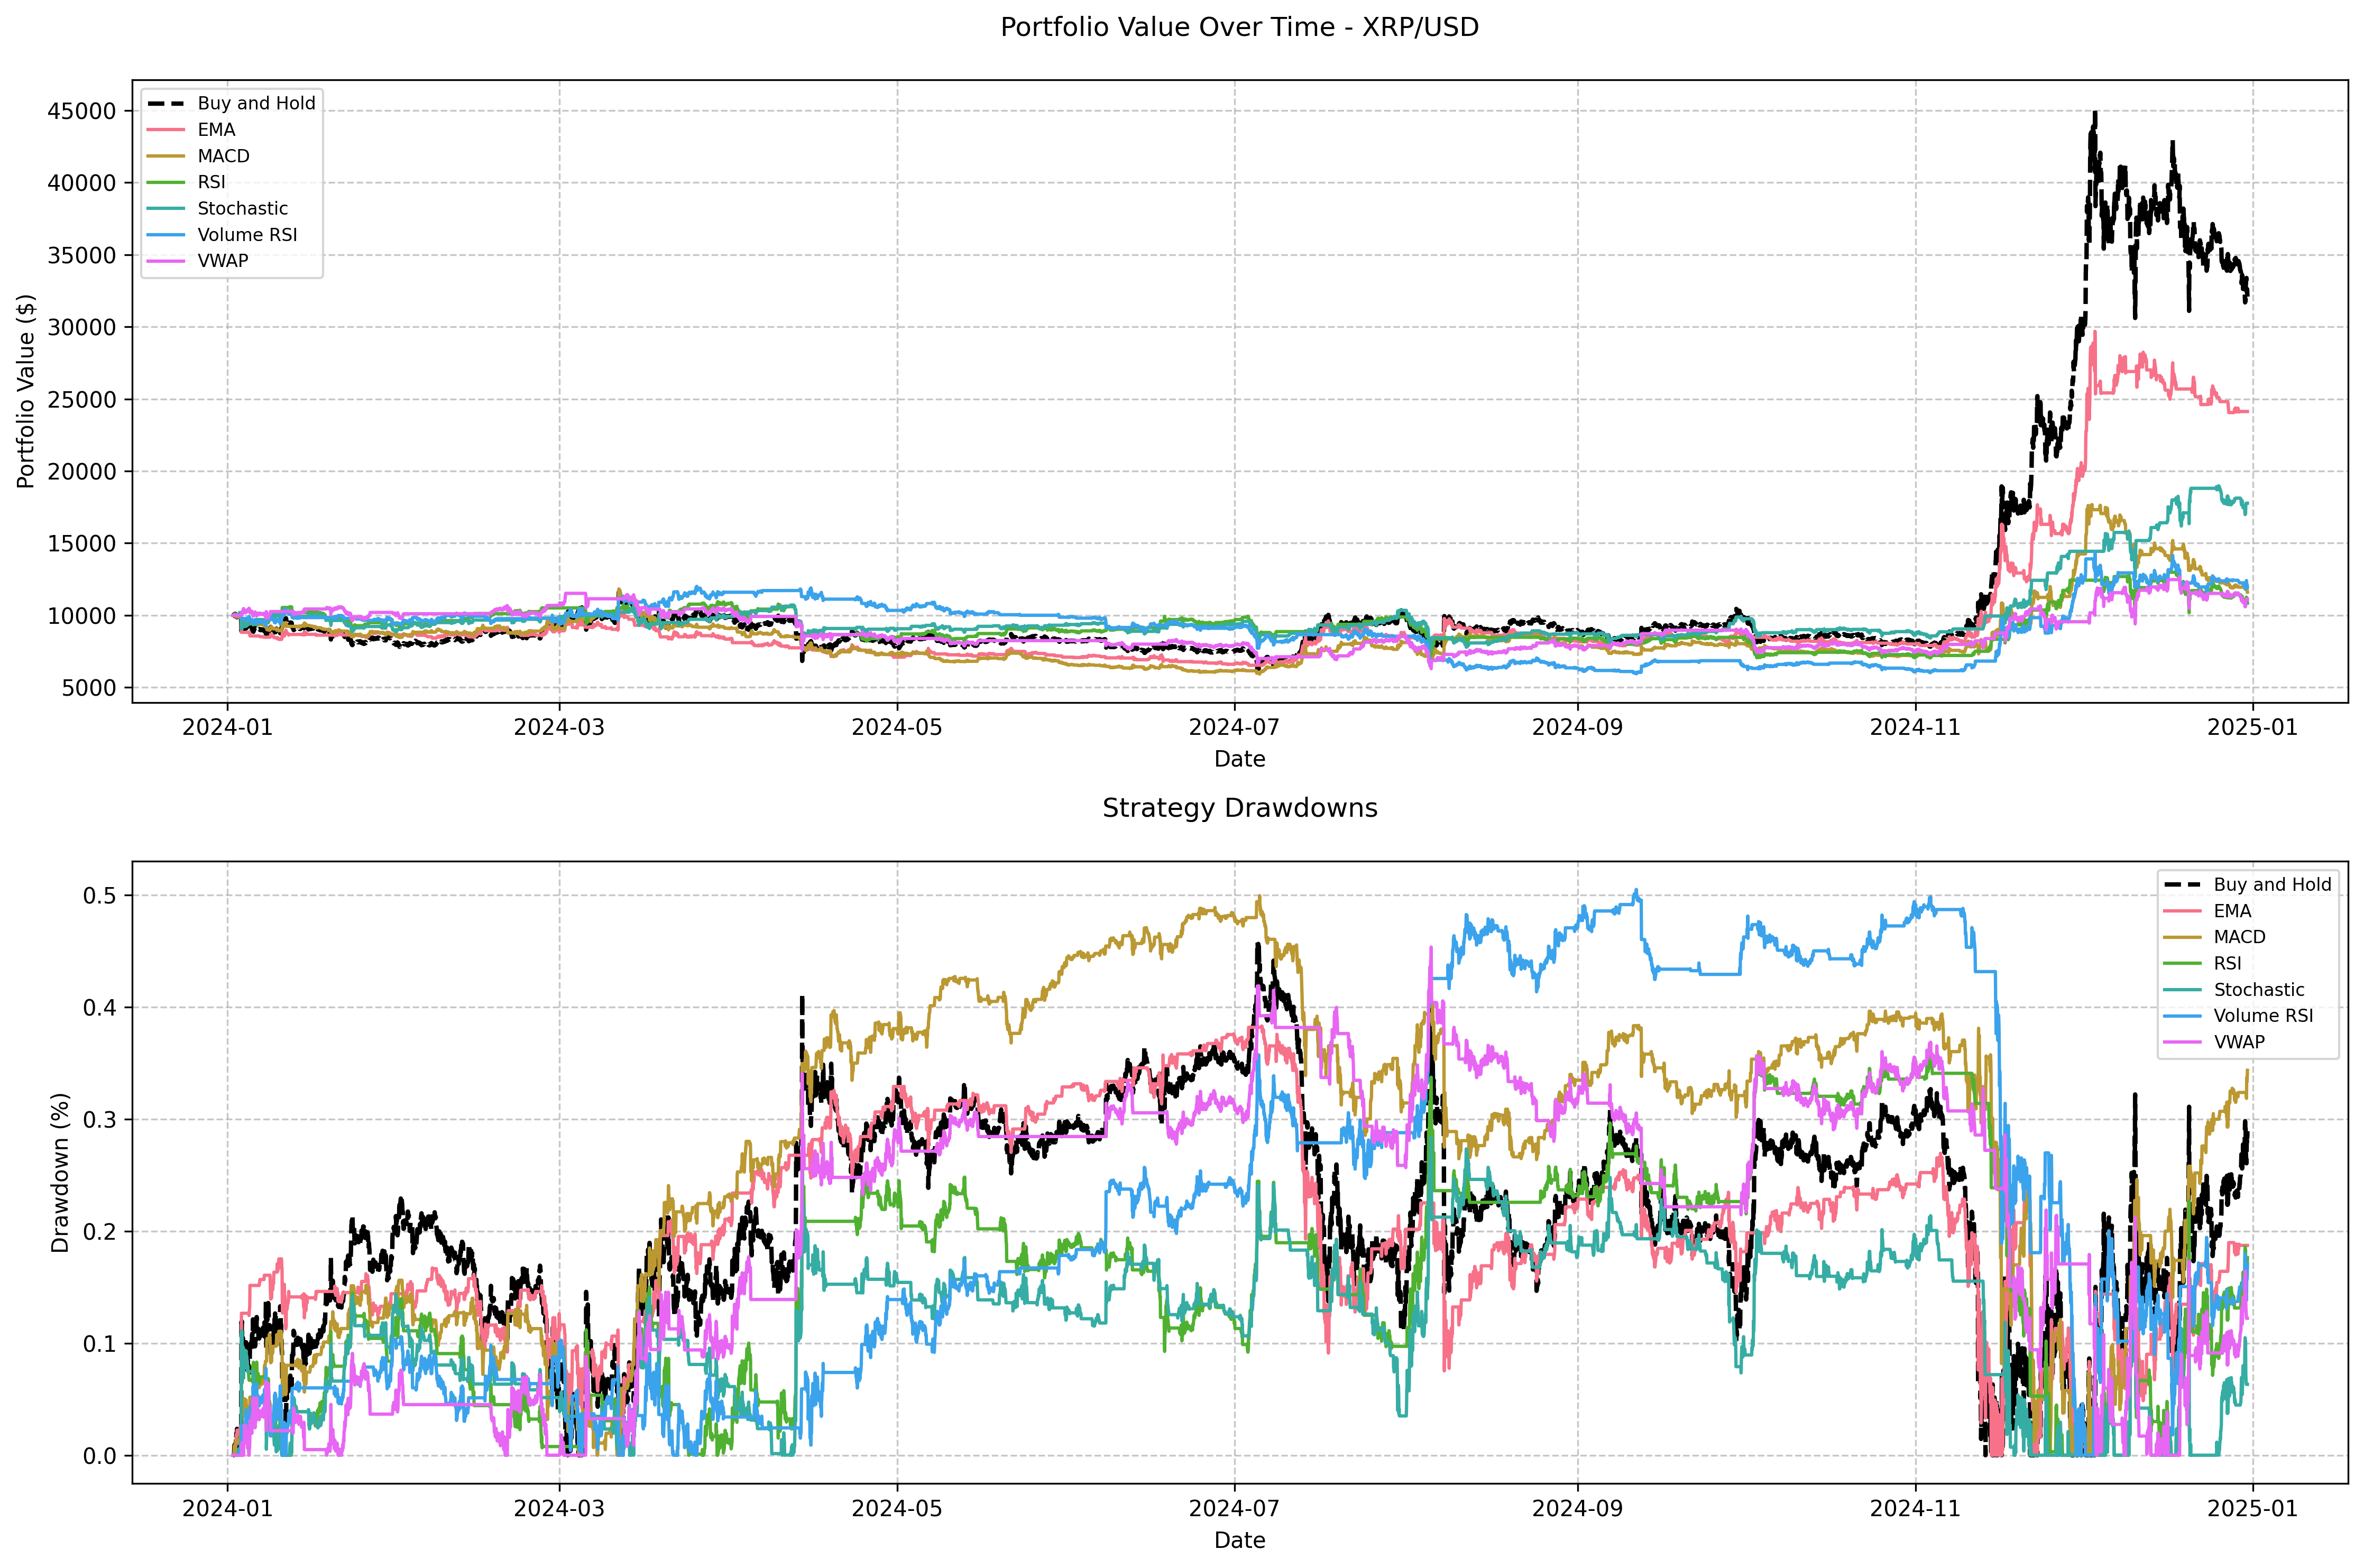 Portfolio Value Over Time - XRP/USD
Portfolio Value ($)
45000
40000
35000
30000
25000
20000
15000
10000
5000
Buy and Hold
EMA
MACD
RSI
Stochastic
Volume RSI
VWAP
2024-01
2024-03
2024-05
2024-07
2024-09
2024-11
2025-01
Date
Strategy Drawdowns
Drawdown (%)
0.5
0.4
0.3
0.2
0.1
0.0
Buy and Hold
EMA
MACD
RSI
Stochastic
Volume RSI
VWAP
2024-01
2024-03
2024-05
2024-07
2024-09
2024-11
2025-01
Date